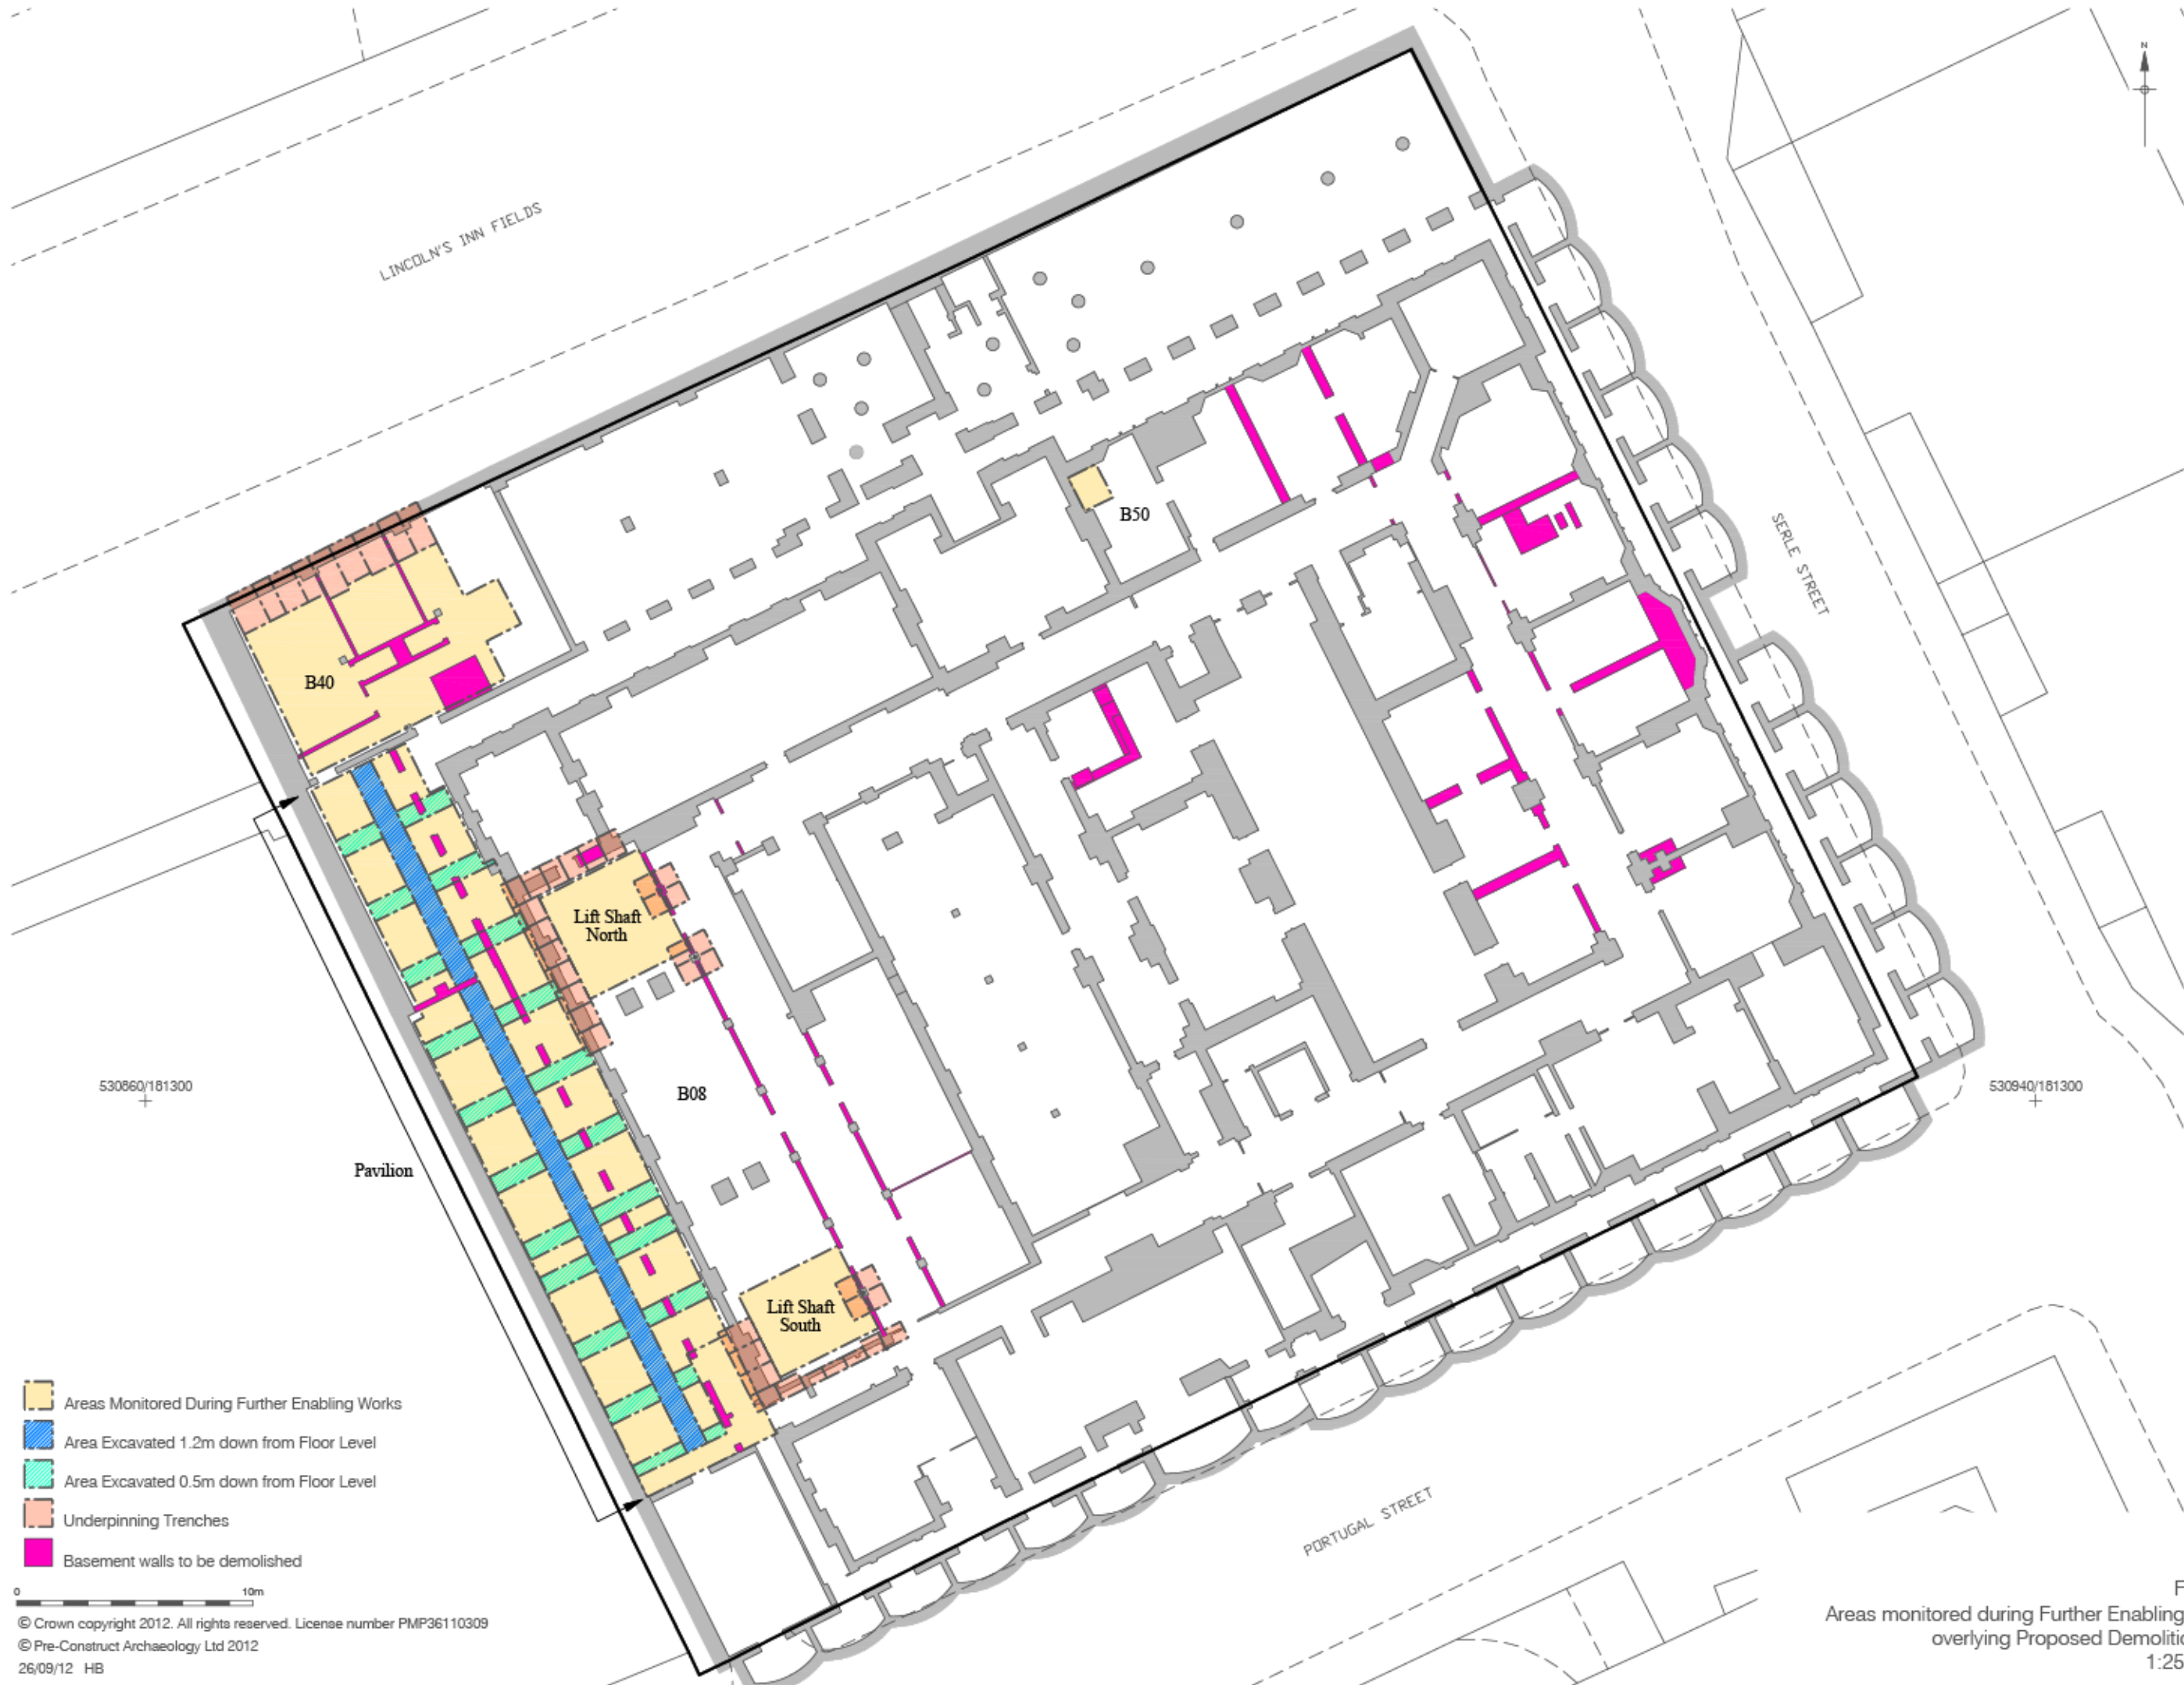 N
LINCOLN'S INN FIELDS
SERLE STREET
B50
B40
Lift Shaft
North
530860/181300
B08
530940/181300
Pavilion
Lift Shaft
South
PORTUGAL STREET
Areas Monitored During Further Enabling Works
Area Excavated 1.2m down from Floor Level
Area Excavated 0.5m down from Floor Level
Underpinning Trenches
Basement walls to be demolished
0 10m
© Crown copyright 2012. All rights reserved. License number PMP36110309
© Pre-Construct Archaeology Ltd 2012
26/09/12 HB
F
Areas monitored during Further Enabling
overlying Proposed Demoliti
1:25